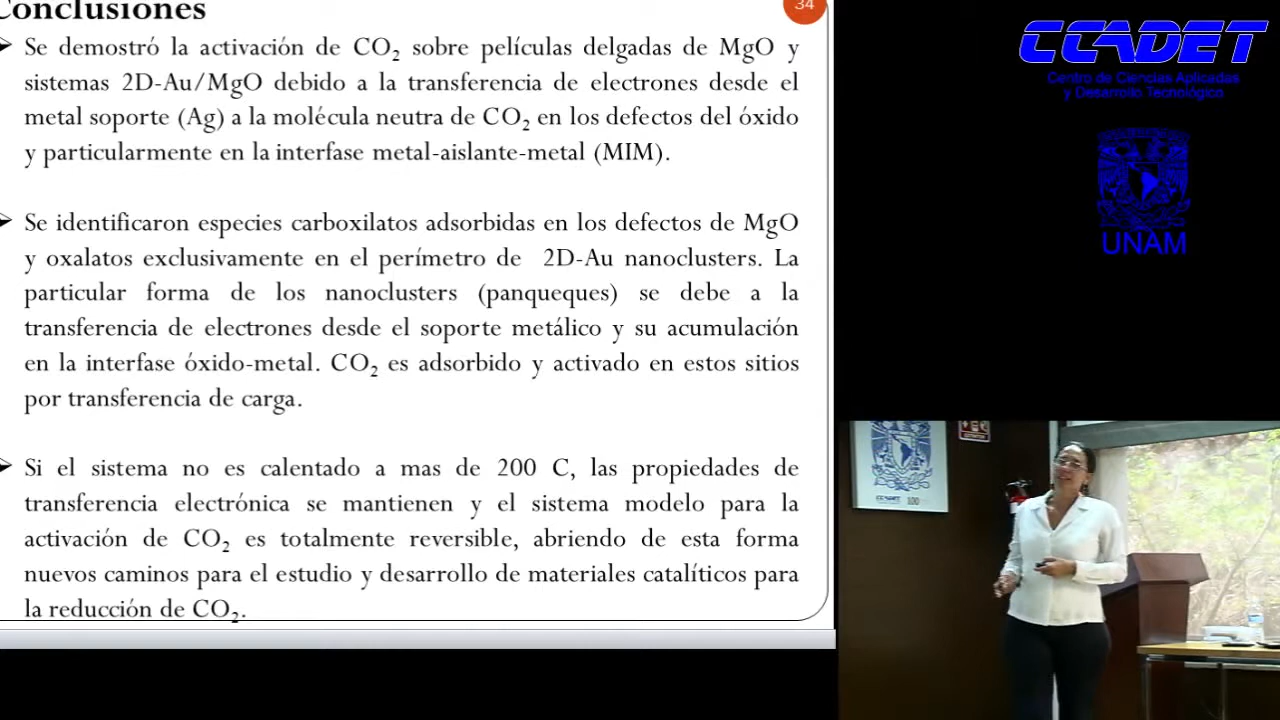 Conclusiones
34
➢ Se demostró la activación de CO₂ sobre películas delgadas de MgO y
sistemas 2D-Au/MgO debido a la transferencia de electrones desde el
metal soporte (Ag) a la molécula neutra de CO₂ en los defectos del óxido
y particularmente en la interfase metal-aislante-metal (MIM).
➢ Se identificaron especies carboxilatos adsorbidas en los defectos de MgO
y oxalatos exclusivamente en el perímetro de 2D-Au nanoclusters. La
particular forma de los nanoclusters (panqueques) se debe a la
transferencia de electrones desde el soporte metálico y su acumulación
en la interfase óxido-metal. CO₂ es adsorbido y activado en estos sitios
por transferencia de carga.
➢ Si el sistema no es calentado a mas de 200 C, las propiedades de
transferencia electrónica se mantienen y el sistema modelo para la
activación de CO₂ es totalmente reversible, abriendo de esta forma
nuevos caminos para el estudio y desarrollo de materiales catalíticos para
la reducción de CO₂.
CCADET
Centro de Ciencias Aplicadas
y Desarrollo Tecnológico
UNAM
CCADET 100